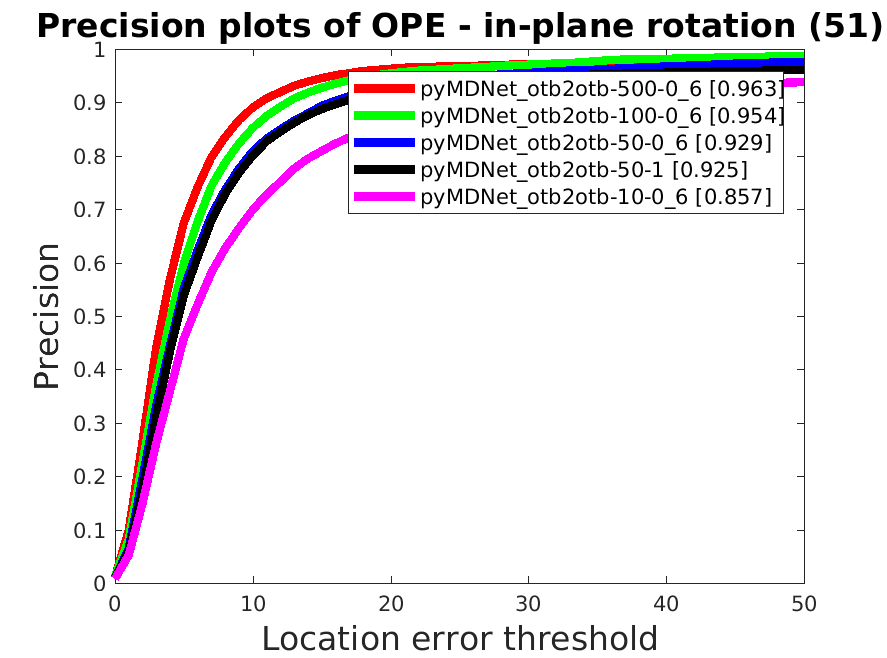 Precision plots of OPE - in-plane rotation (51)
1
0.9
0.8
0.7
0.6
0.5
0.4
0.3
0.2
0.1
0
Precision
pyMDNet_otb2otb-500-0_6 [0.963]
pyMDNet_otb2otb-100-0_6 [0.954]
pyMDNet_otb2otb-50-0_6 [0.929]
pyMDNet_otb2otb-50-1 [0.925]
pyMDNet_otb2otb-10-0_6 [0.857]
0 10 20 30 40 50
Location error threshold